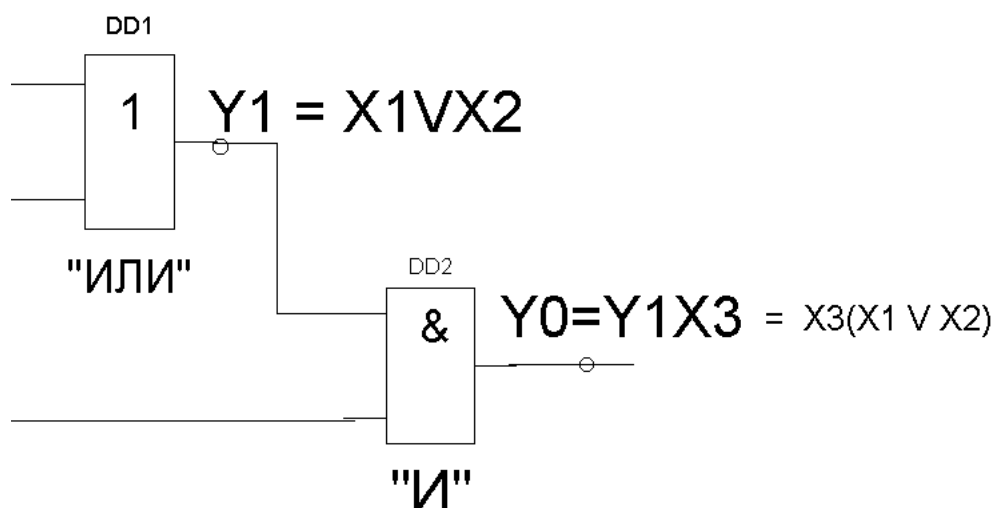 DD1
1
Y1 = X1VX2
"ИЛИ"
DD2
&
Y0=Y1X3 = X3(X1 V X2)
"И"